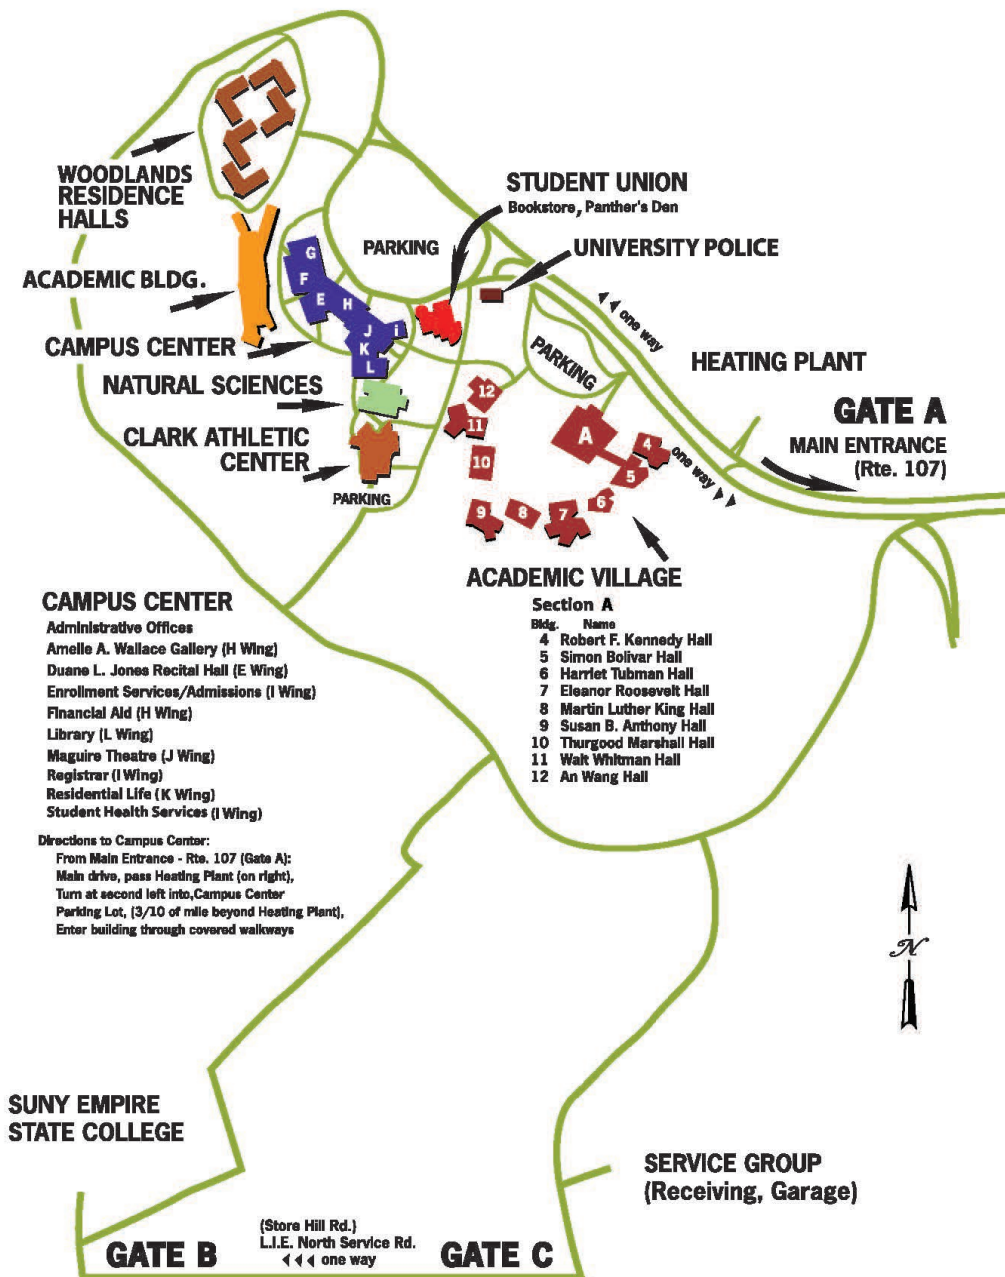 WOODLANDS
RESIDENCE
HALLS
STUDENT UNION
Bookstore, Panther's Den
PARKING
UNIVERSITY POLICE
ACADEMIC BLDG.
G
F
E
H
J
i
K
L
one way
CAMPUS CENTER
PARKING
HEATING PLANT
NATURAL SCIENCES
12
GATE A
CLARK ATHLETIC
CENTER
11
A
4
MAIN ENTRANCE
(Rte. 107)
10
5
one way
PARKING
6
9
8
7
ACADEMIC VILLAGE
Section A
Bldg. Name
4 Robert F. Kennedy Hall
5 Simon Bolivar Hall
6 Harriet Tubman Hall
7 Eleanor Roosevelt Hall
8 Martin Luther King Hall
9 Susan B. Anthony Hall
10 Thurgood Marshall Hall
11 Walt Whitman Hall
12 An Wang Hall
CAMPUS CENTER
Administrative Offices
Amelie A. Wallace Gallery (H Wing)
Duane L. Jones Recital Hall (E Wing)
Enrollment Services/Admissions (I Wing)
Financial Aid (H Wing)
Library (L Wing)
Maguire Theatre (J Wing)
Registrar (I Wing)
Residential Life (K Wing)
Student Health Services (I Wing)
Directions to Campus Center:
From Main Entrance - Rte. 107 (Gate A):
Main drive, pass Heating Plant (on right),
Turn at second left into,Campus Center
Parking Lot, (3/10 of mile beyond Heating Plant),
Enter building through covered walkways
N
SUNY EMPIRE
STATE COLLEGE
SERVICE GROUP
(Receiving, Garage)
(Store Hill Rd.)
L.I.E. North Service Rd.
one way
GATE B
GATE C